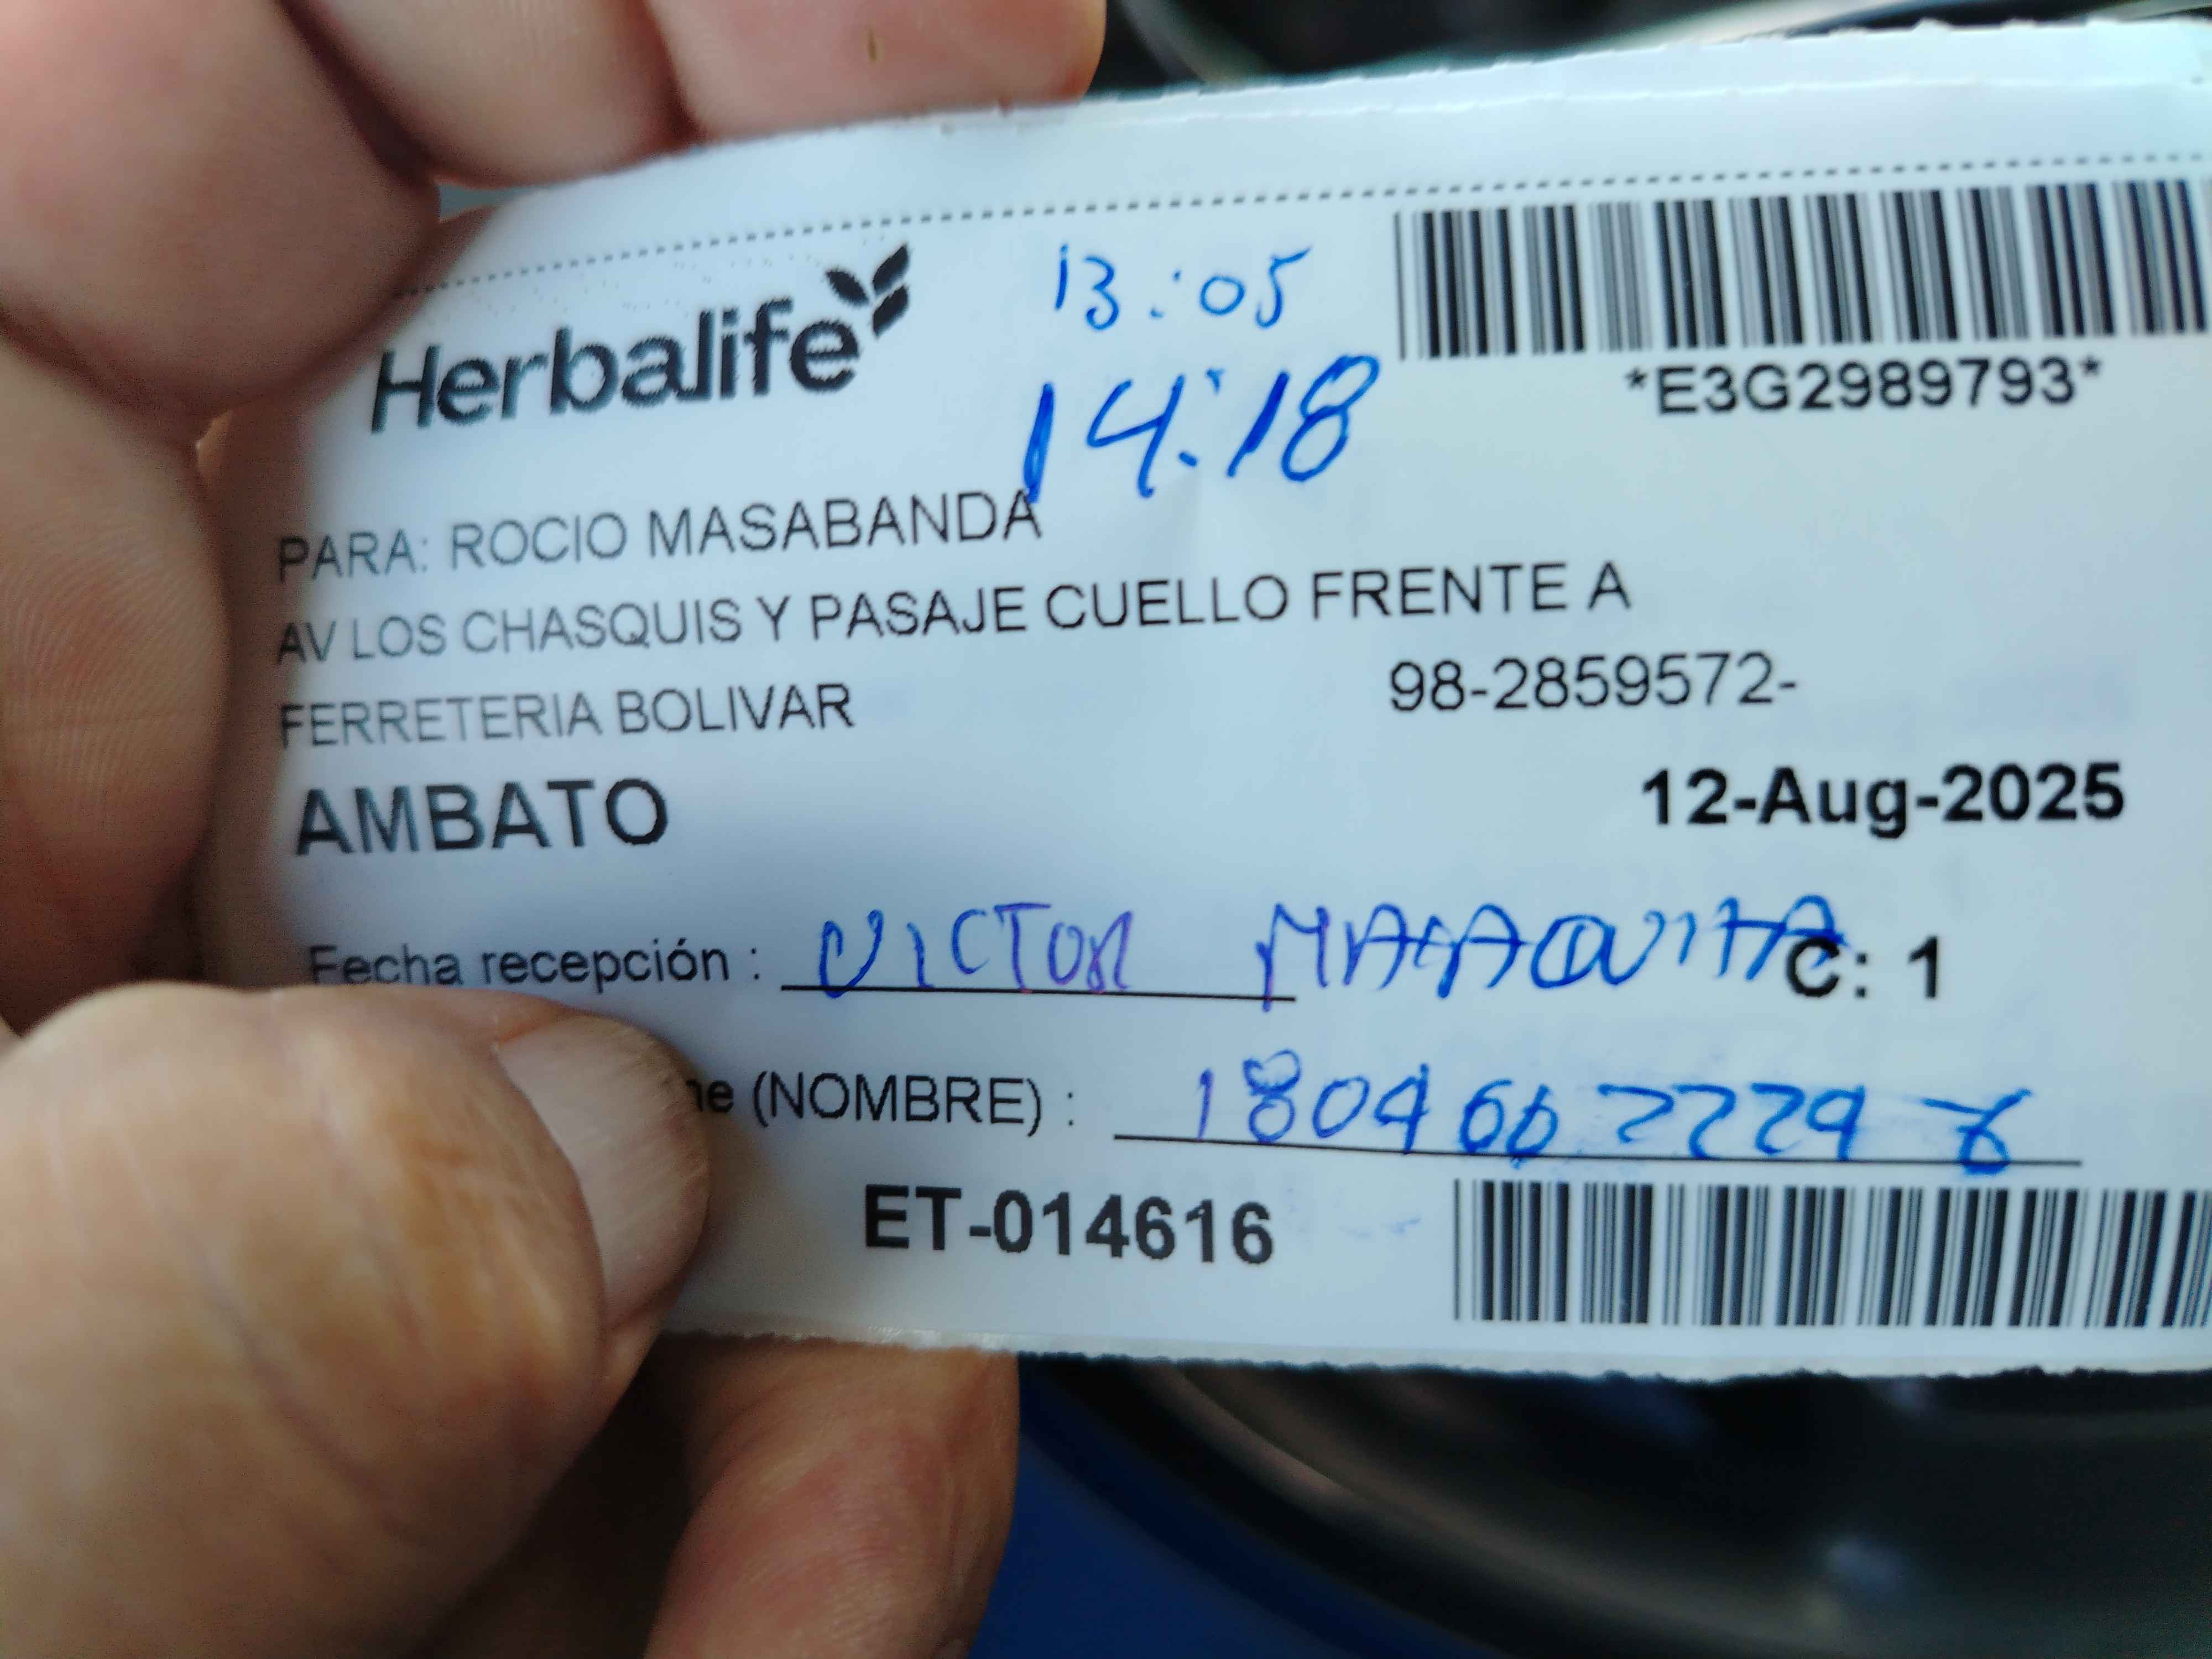 Herbalife
13:05
14:18
*E3G2989793*
PARA: ROCIO MASABANDA
AV LOS CHASQUIS Y PASAJE CUELLO FRENTE A
FERRETERIA BOLIVAR
98-2859572-
AMBATO
12-Aug-2025
Fecha recepción : VICTOR
C: 1
(NOMBRE) :
ET-014616